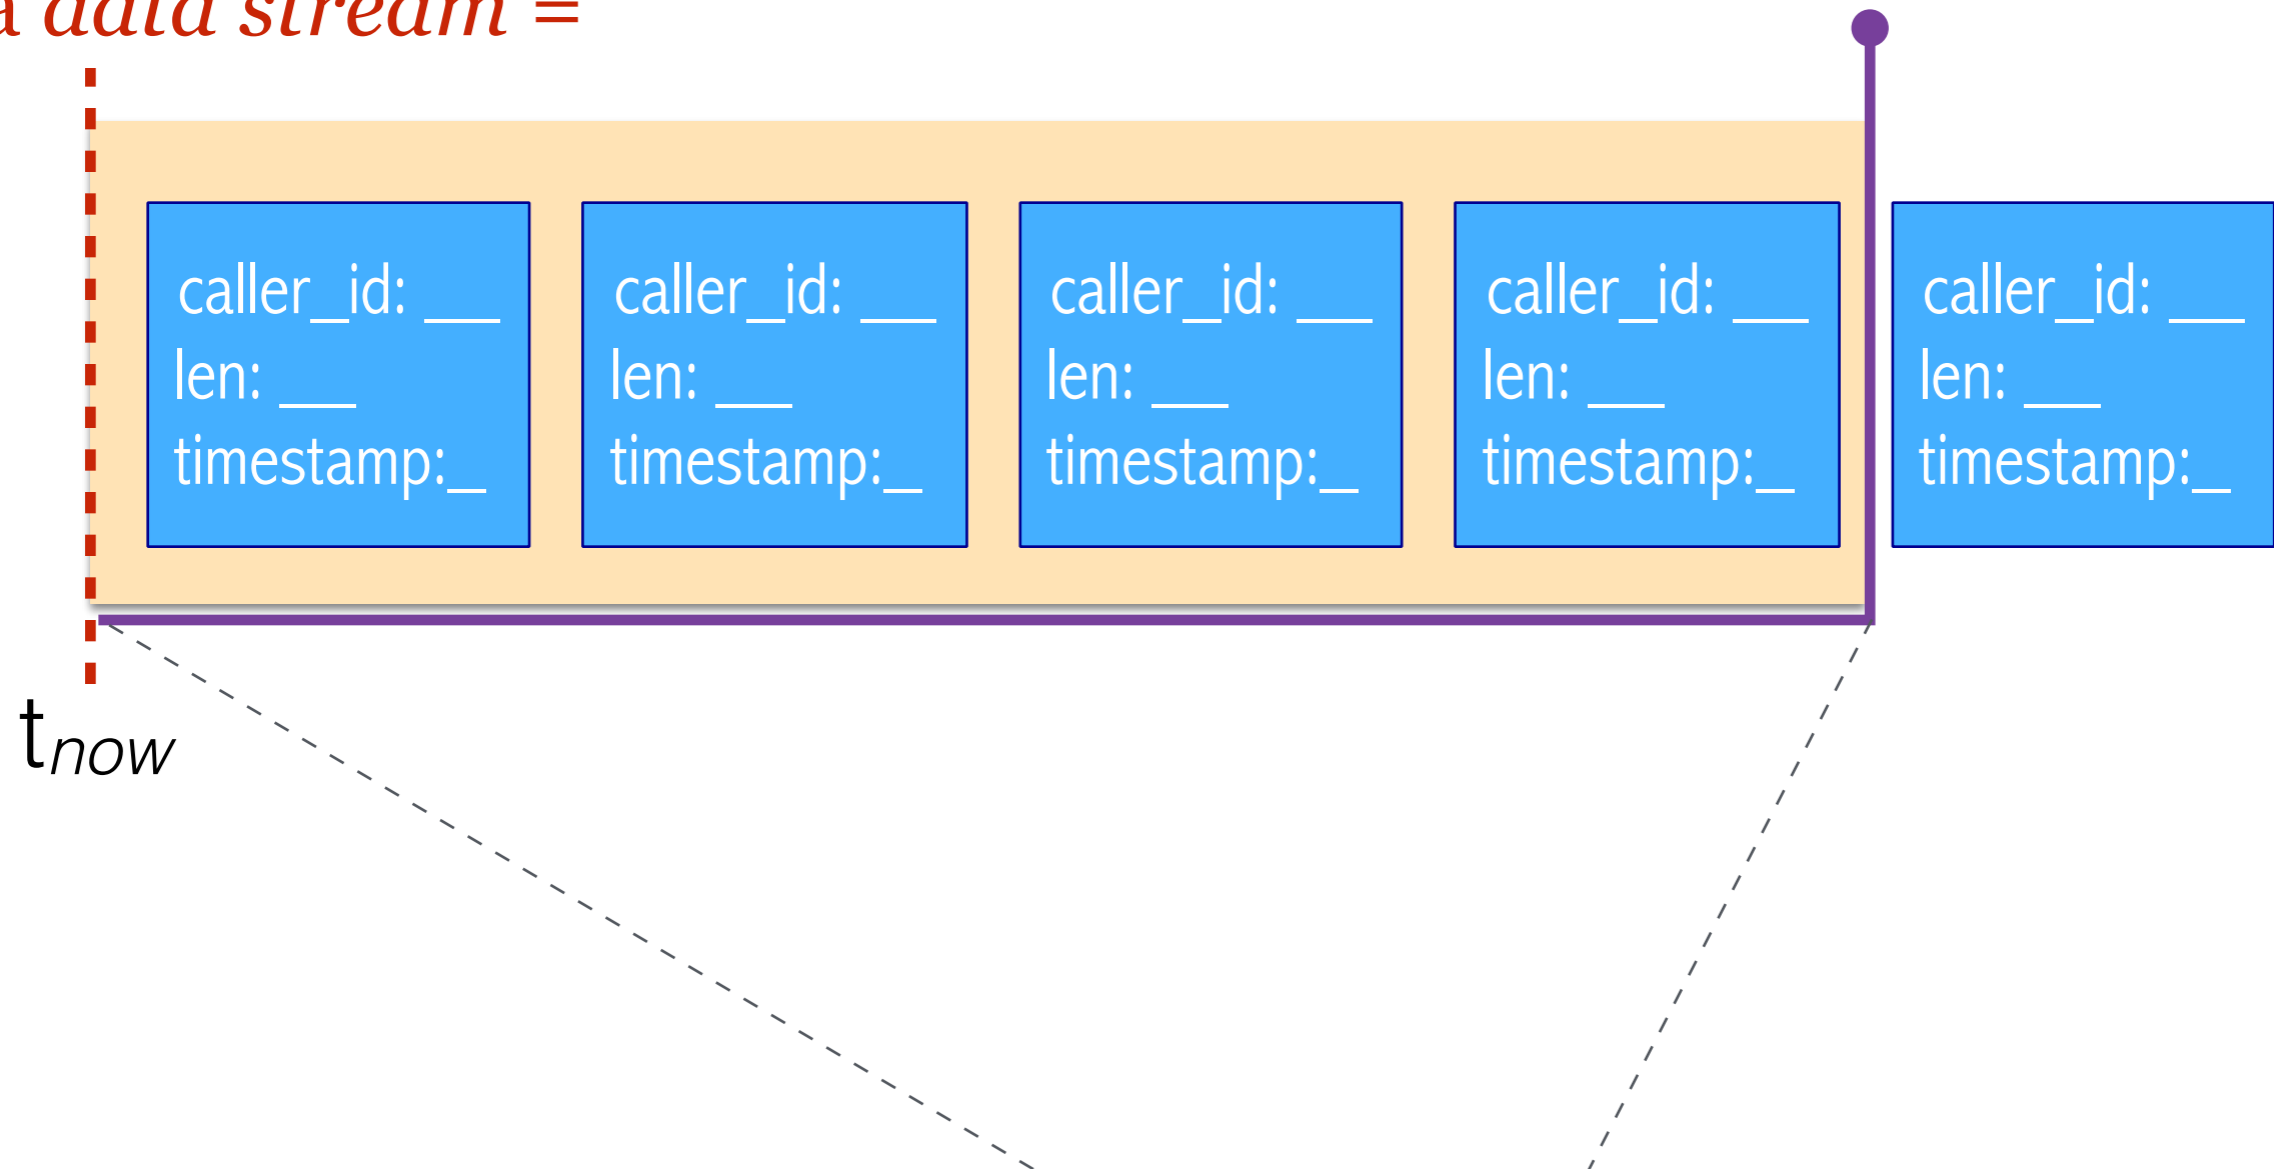 a data stream =
caller_id: ___
len: ___
timestamp:_
caller_id: ___
len: ___
timestamp:_
caller_id: ___
len: ___
timestamp:_
caller_id: ___
len: ___
timestamp:_
caller_id: ___
len: ___
timestamp:_
tnow